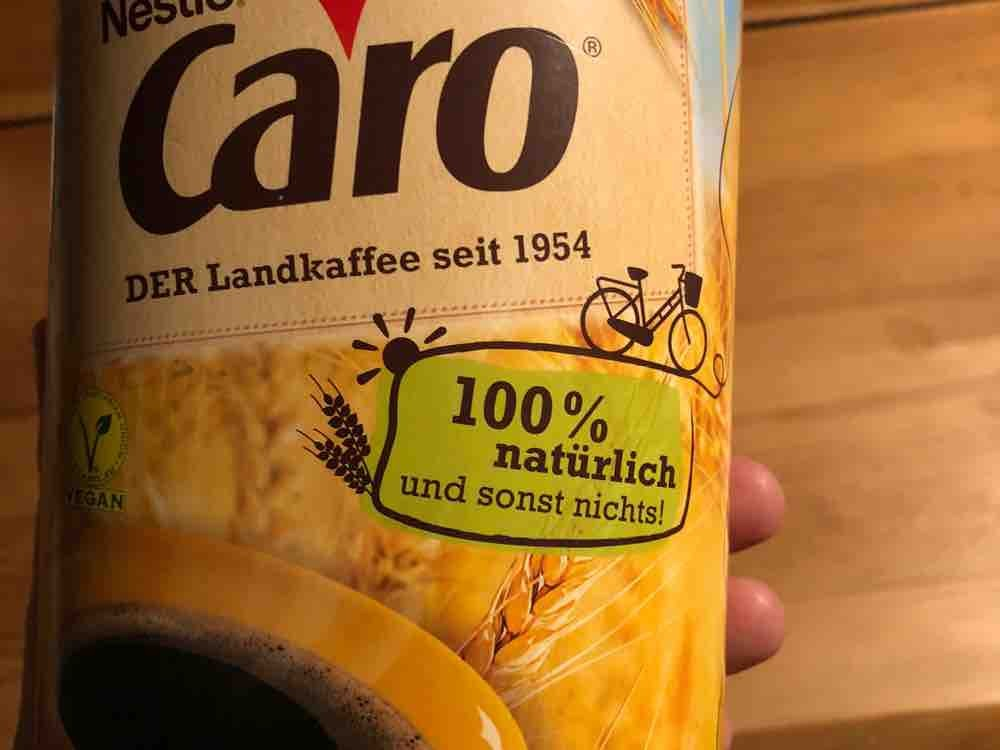 Nestlé®
Caro®
DER Landkaffee seit 1954
100%
natürlich
und sonst nichts!
VEGAN